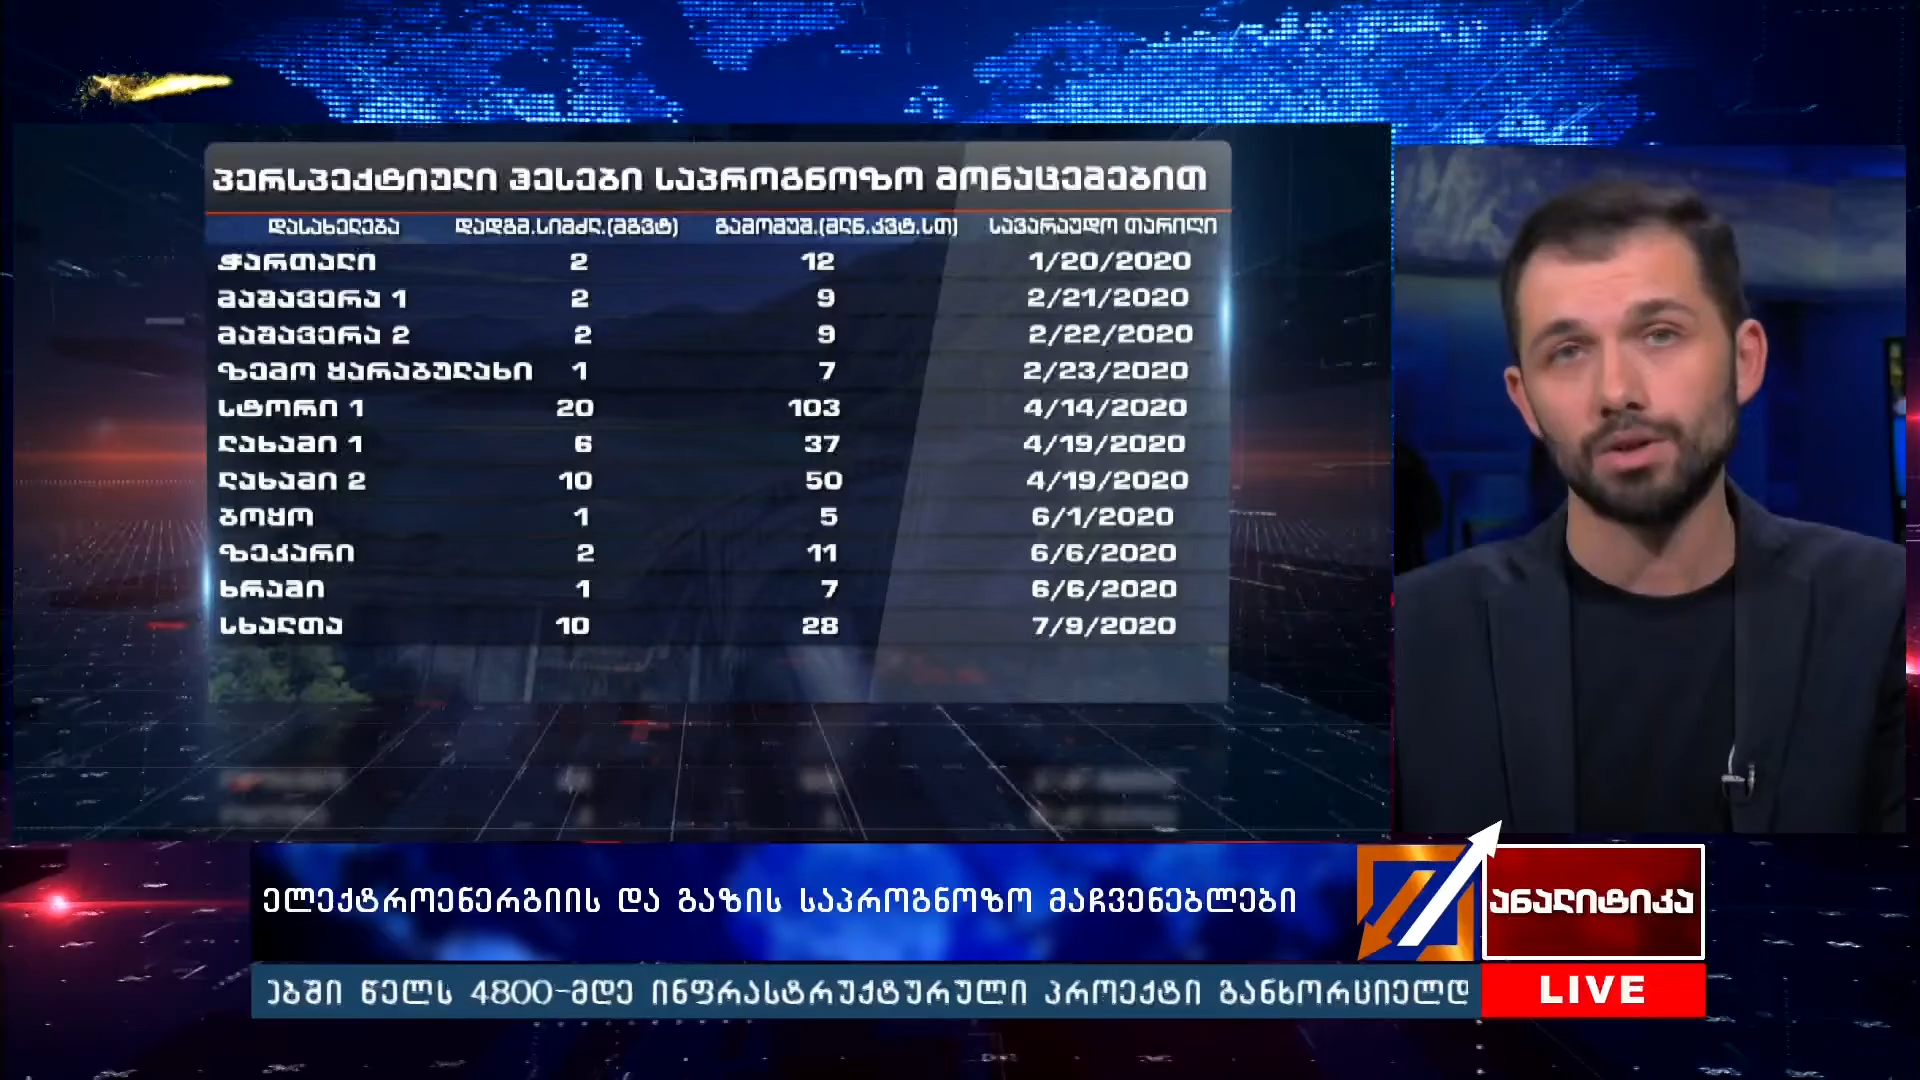 პერსპექტიული ჰესები საპროგნოზო მონაცემებით
დასახელება დადგმ.სიმძლ.(მგვტ) გამომუშ.(მლნ.კვტ.სთ) სავარაუდო თარიღი
ჭართალი 2 12 1/20/2020
მაშავერა 1 2 9 2/21/2020
მაშავერა 2 2 9 2/22/2020
ზემო ყარაბულახი 1 7 2/23/2020
სტორი 1 20 103 4/14/2020
ლახამი 1 6 37 4/19/2020
ლახამი 2 10 50 4/19/2020
ბოყო 1 5 6/1/2020
ზეკარი 2 11 6/6/2020
ხრამი 1 7 6/6/2020
სხალთა 10 28 7/9/2020
ელექტროენერგიის და გაზის საპროგნოზო მაჩვენებლები
ანალიტიკა
ებში წელს 4800-მდე ინფრასტრუქტურული პროექტი განხორციელდ
LIVE